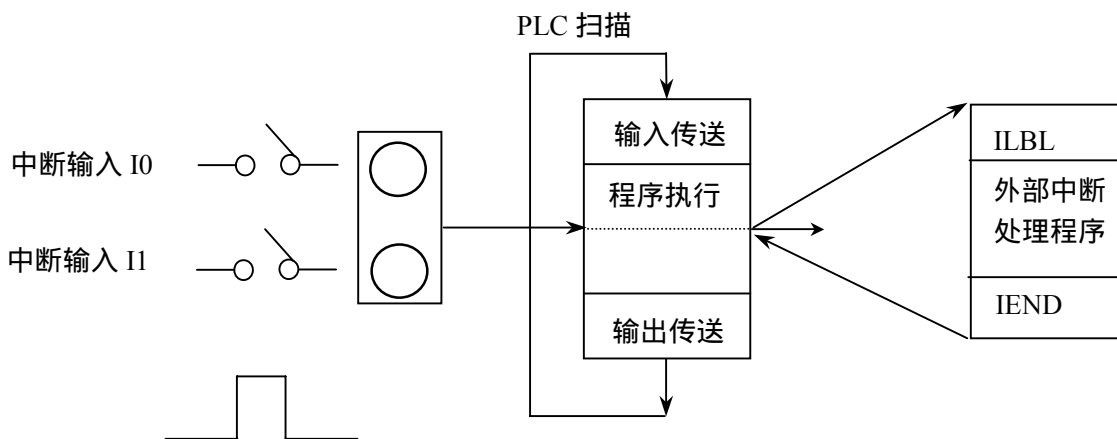 PLC 扫描
中断输入 I0
中断输入 I1
输入传送
程序执行
输出传送
ILBL
外部中断
处理程序
IEND